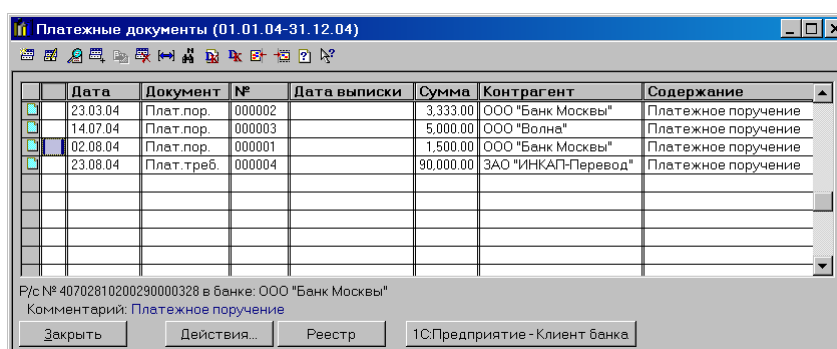 Платежные документы (01.01.04-31.12.04)
Дата Документ № Дата выписки Сумма Контрагент Содержание
23.03.04 Плат.пор. 000002 3,333.00 ООО "Банк Москвы" Платежное поручение
14.07.04 Плат.пор. 000003 5,000.00 ООО "Волна" Платежное поручение
02.08.04 Плат.пор. 000001 1,500.00 ООО "Банк Москвы" Платежное поручение
23.08.04 Плат.треб. 000004 90,000.00 ЗАО "ИНКАП-Перевод" Платежное поручение
Р/с № 40702810200290000328 в банке: ООО "Банк Москвы"
Комментарий: Платежное поручение
Закрыть Действия... Реестр 1С:Предприятие - Клиент банка